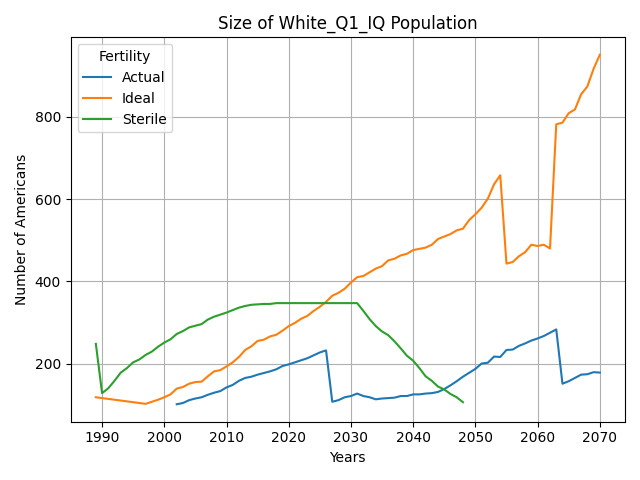 Size of White_Q1_IQ Population
Fertility
Actual
Ideal
Sterile
Number of Americans
800
600
400
200
1990 2000 2010 2020 2030 2040 2050 2060 2070
Years